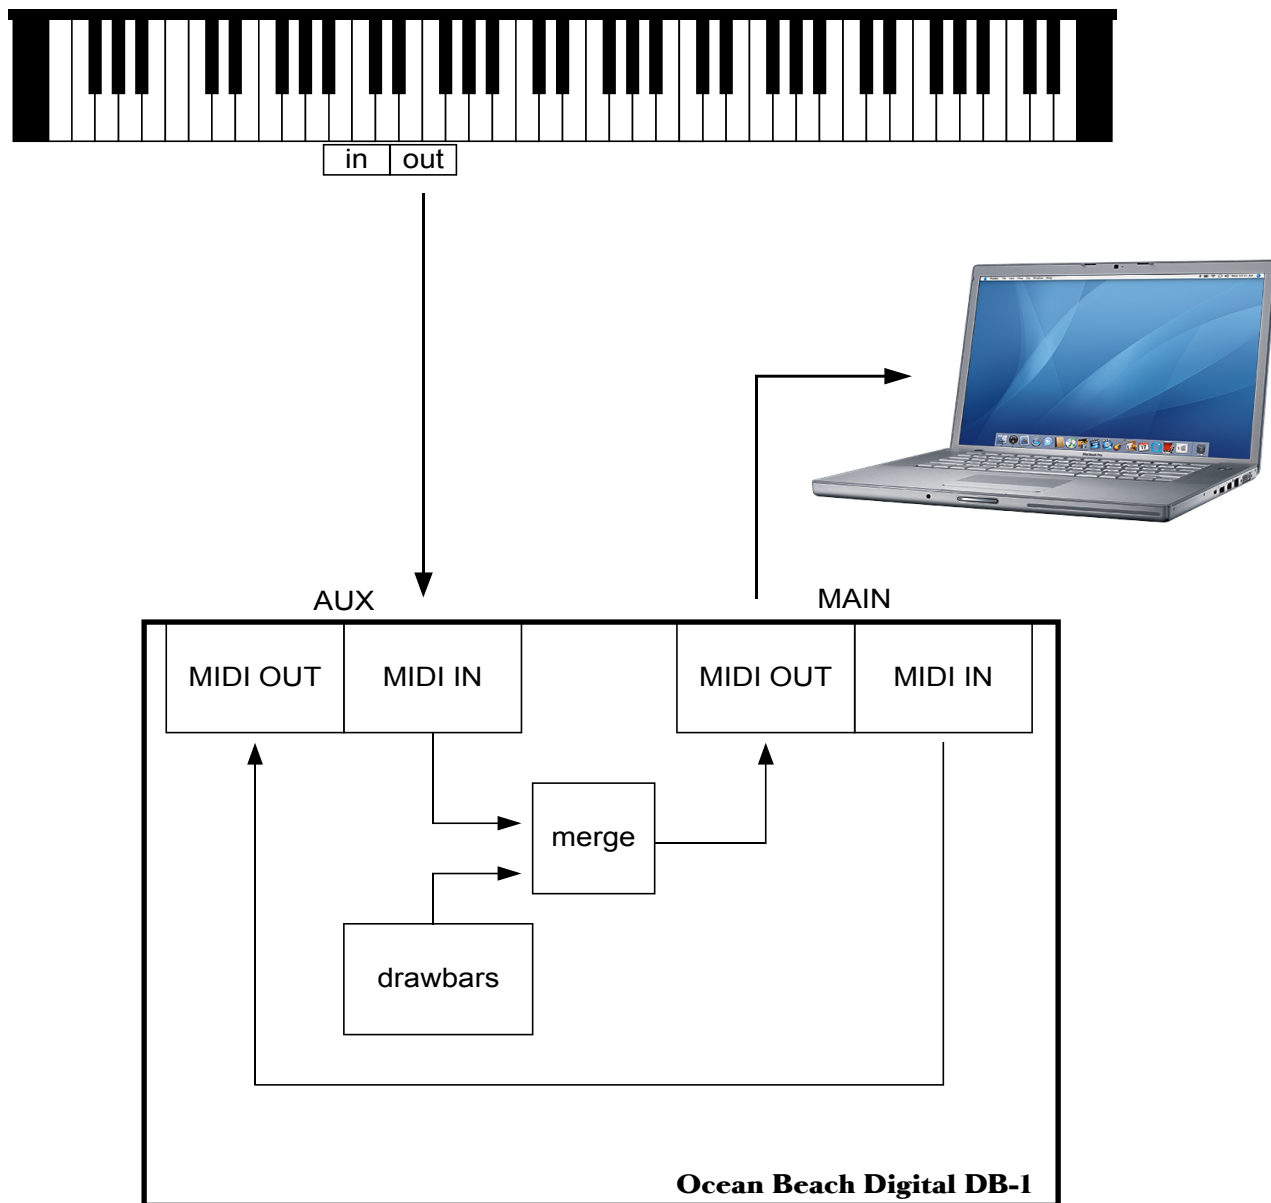 in out
AUX MAIN
MIDI OUT MIDI IN MIDI OUT MIDI IN
merge
drawbars
Ocean Beach Digital DB-1